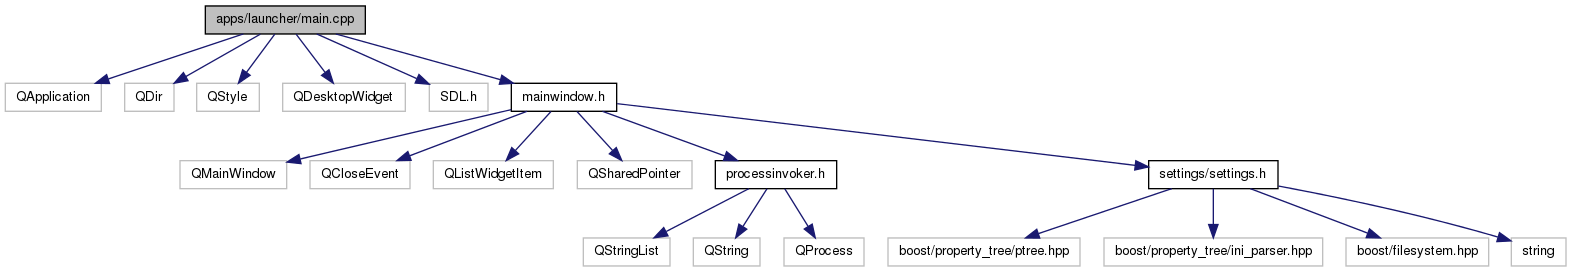 apps/launcher/main.cpp
QApplication
QDir
QStyle
QDesktopWidget
SDL.h
mainwindow.h
QMainWindow
QCloseEvent
QListWidgetItem
QSharedPointer
processinvoker.h
settings/settings.h
QStringList
QString
QProcess
boost/property_tree/ptree.hpp
boost/property_tree/ini_parser.hpp
boost/filesystem.hpp
string